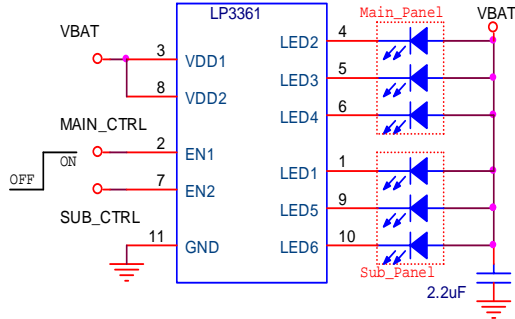 LP3361
Main_Panel
VBAT
VBAT
3
VDD1
8
VDD2
LED2
4
LED3
5
LED4
6
MAIN_CTRL
ON
OFF
2
EN1
7
EN2
SUB_CTRL
11
GND
LED1
1
LED5
9
LED6
10
Sub_Panel
2.2uF